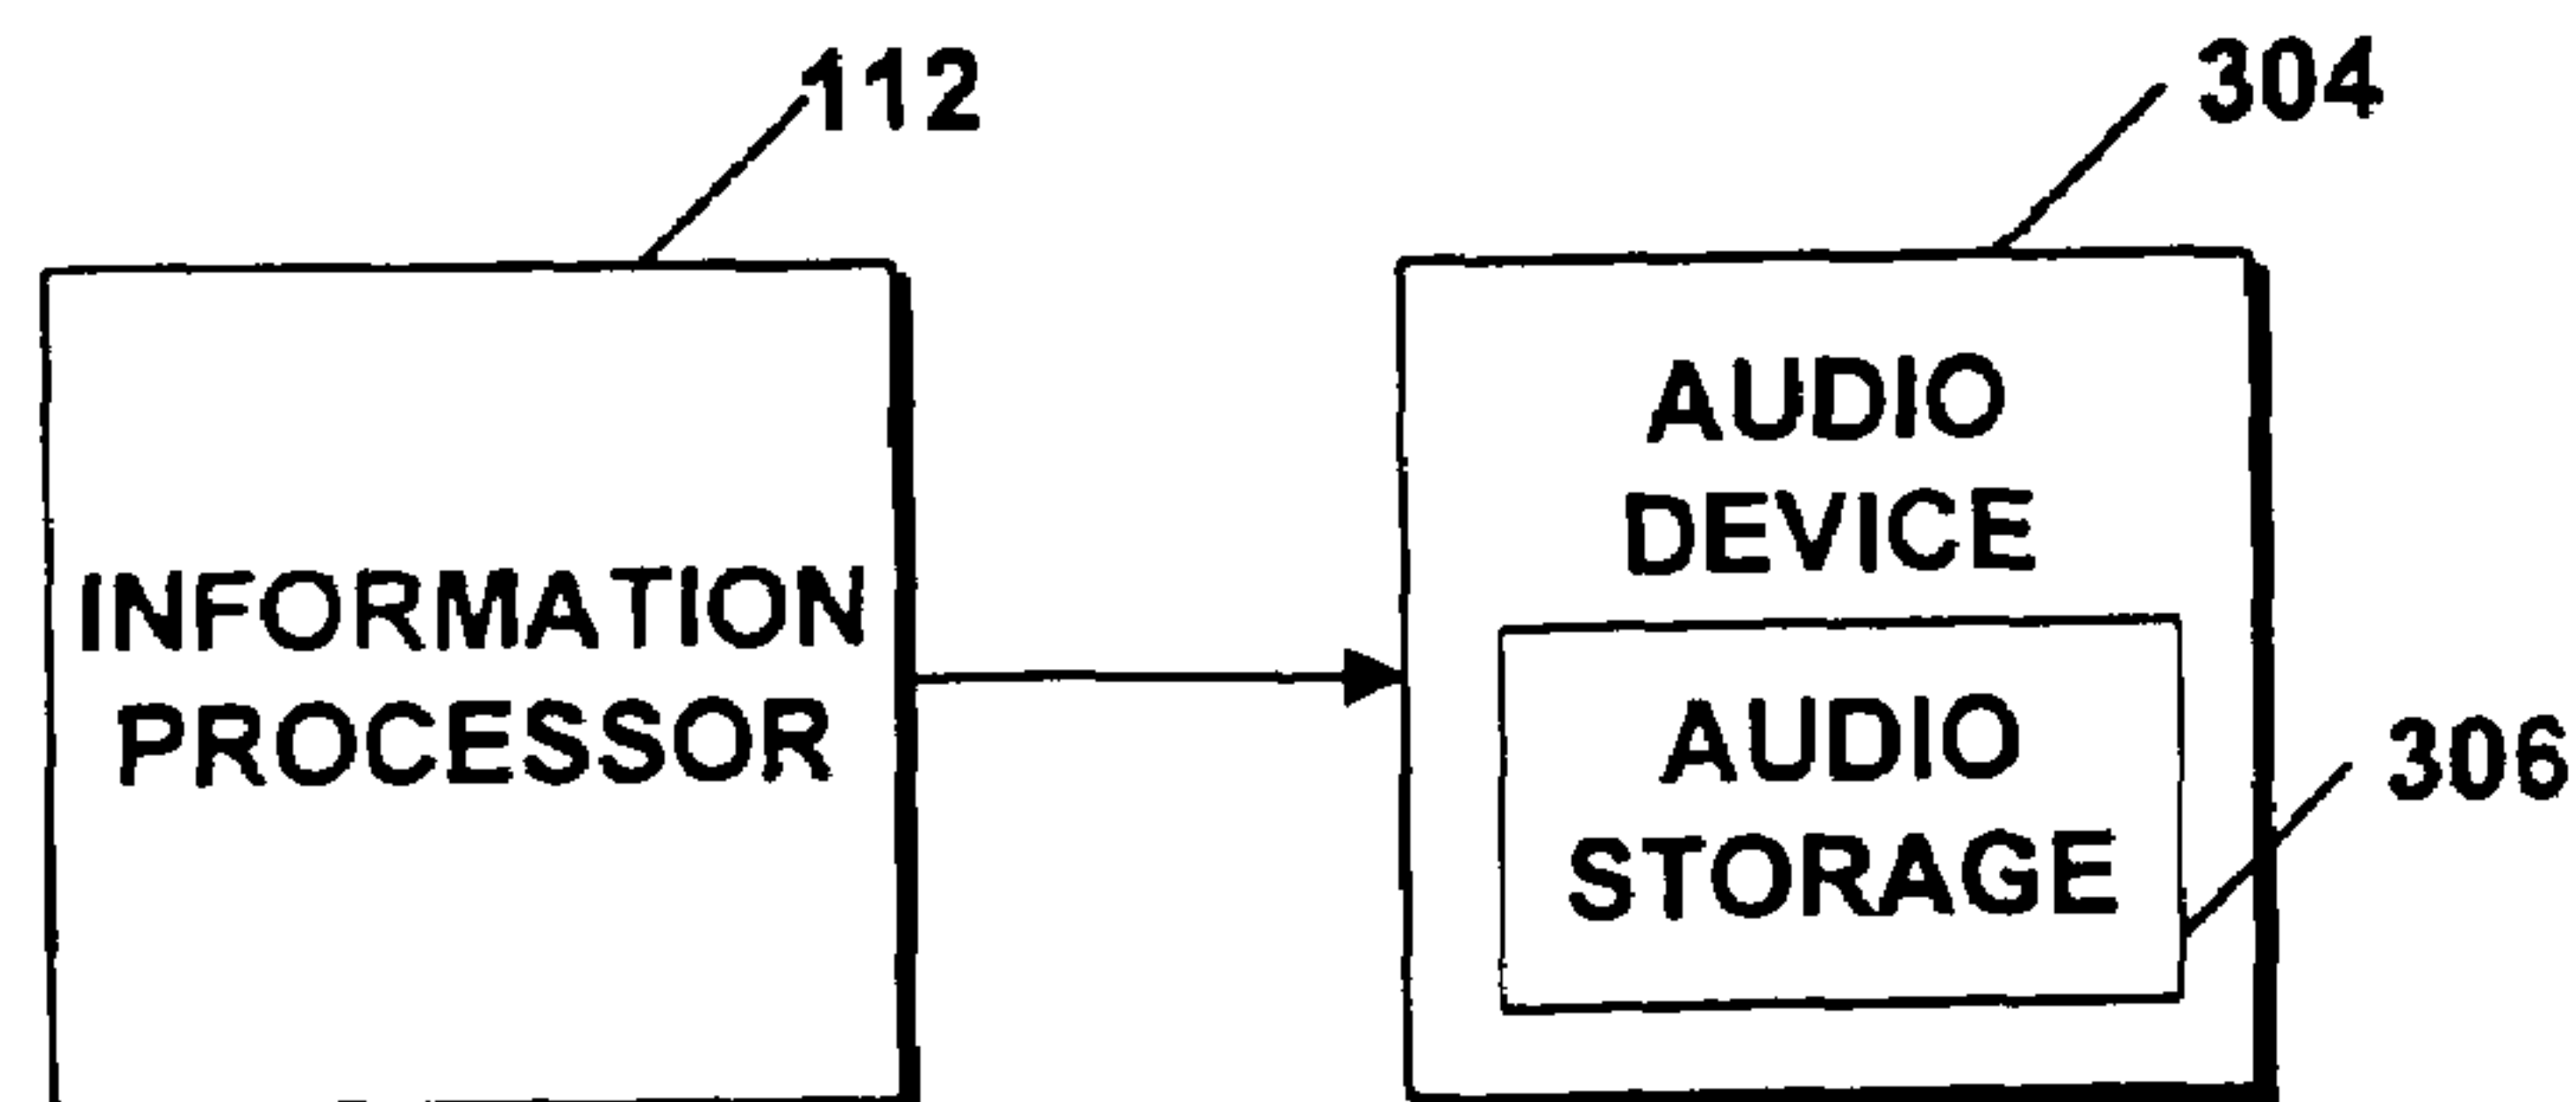 112
304
INFORMATION
PROCESSOR
AUDIO
DEVICE
AUDIO
STORAGE
306